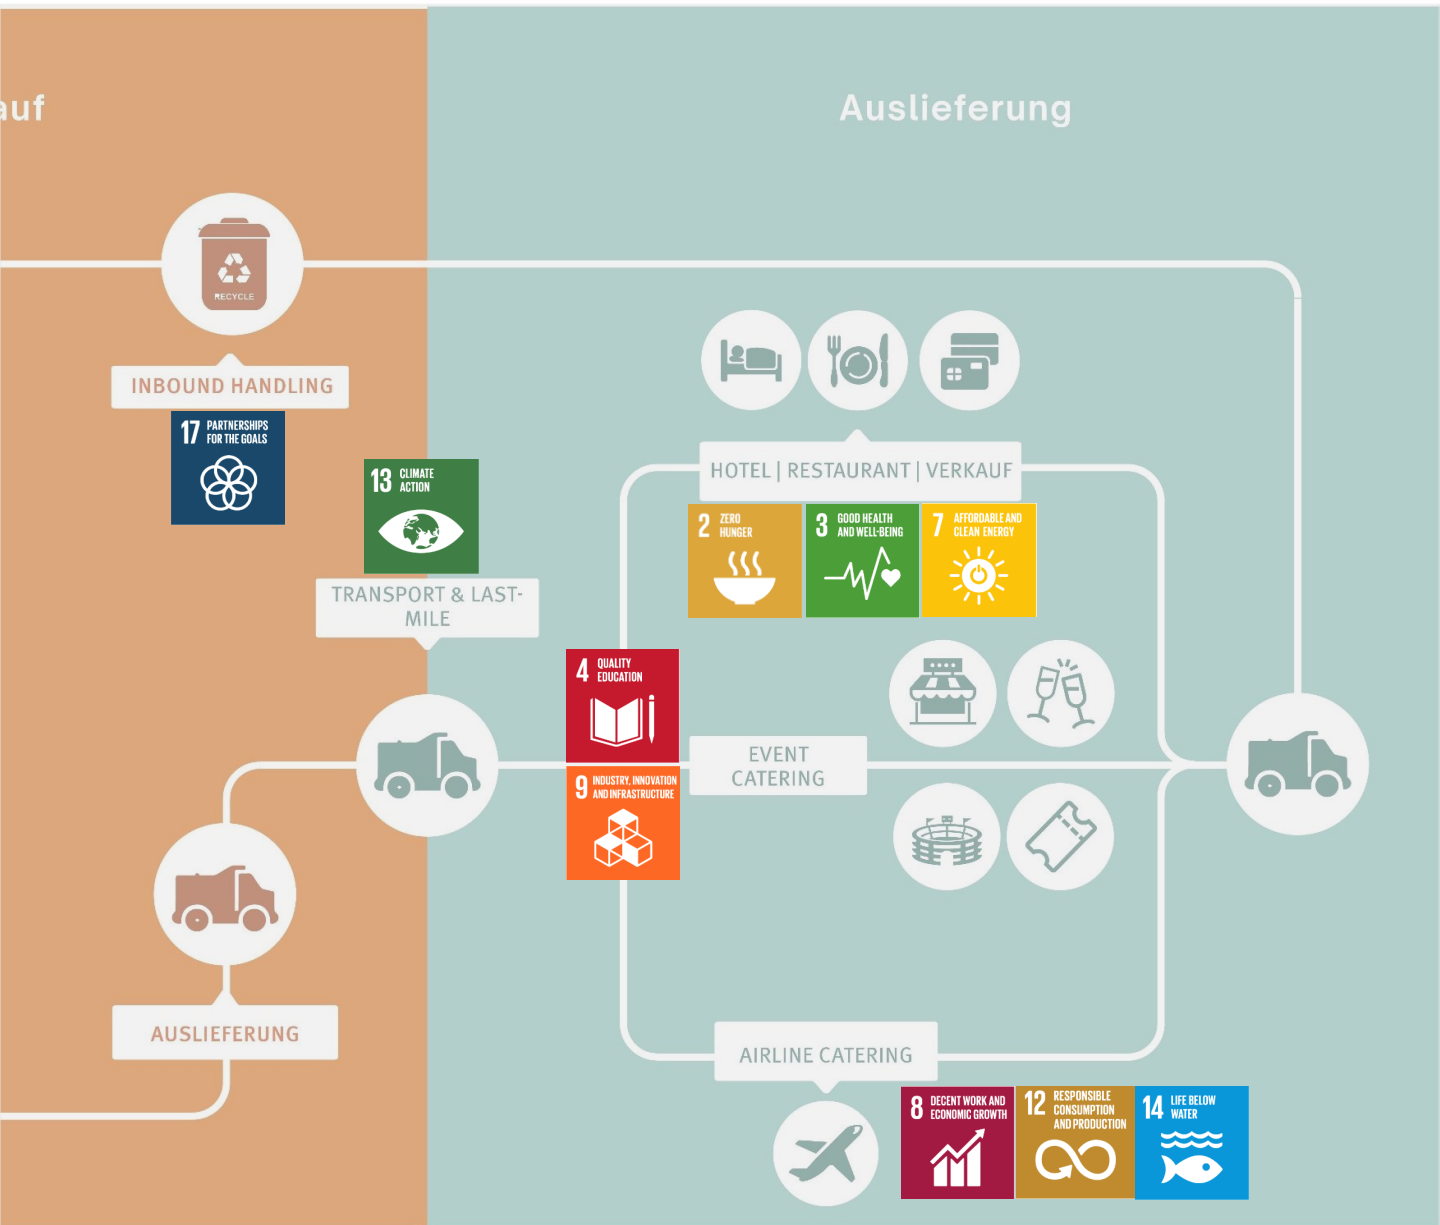 auf
Auslieferung
RECYCLE
INBOUND HANDLING
17 PARTNERSHIPS
FOR THE GOALS
13 CLIMATE
ACTION
TRANSPORT & LAST-
MILE
HOTEL | RESTAURANT | VERKAUF
2 ZERO
HUNGER
3 GOOD HEALTH
AND WELL-BEING
7 AFFORDABLE AND
CLEAN ENERGY
4 QUALITY
EDUCATION
9 INDUSTRY, INNOVATION
AND INFRASTRUCTURE
EVENT
CATERING
AUSLIEFERUNG
AIRLINE CATERING
8 DECENT WORK AND
ECONOMIC GROWTH
12 RESPONSIBLE
CONSUMPTION
AND PRODUCTION
14 LIFE BELOW
WATER